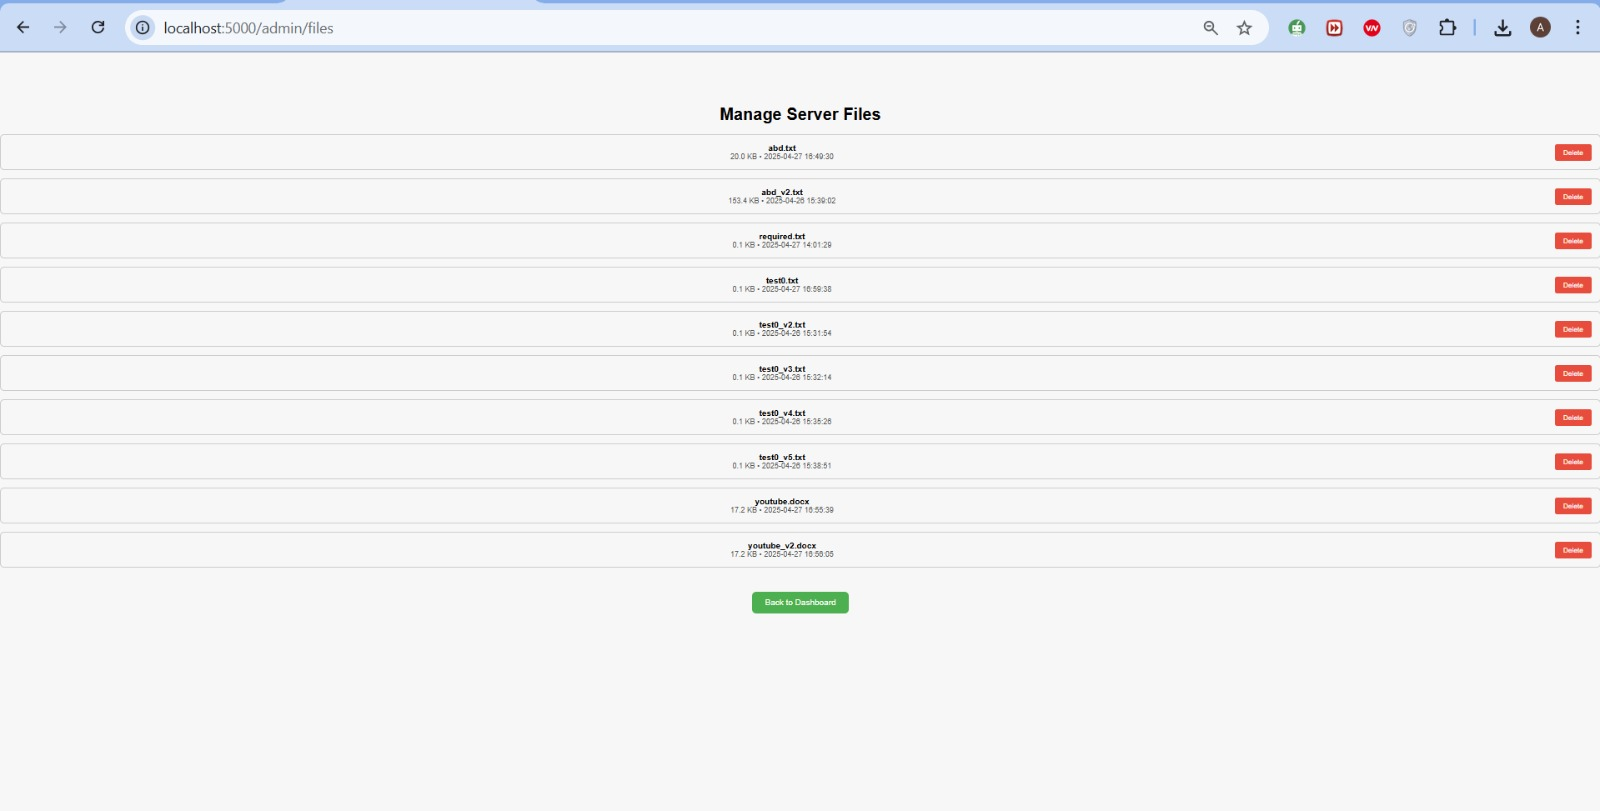 localhost:5000/admin/files
A
Manage Server Files
abd.txt
20.0 KB • 2025-04-27 16:49:30
Delete
abd_v2.txt
153.4 KB • 2025-04-26 15:39:02
Delete
required.txt
0.1 KB • 2025-04-27 14:01:29
Delete
test0.txt
0.1 KB • 2025-04-27 16:59:38
Delete
test0_v2.txt
0.1 KB • 2025-04-26 15:31:54
Delete
test0_v3.txt
0.1 KB • 2025-04-26 15:32:14
Delete
test0_v4.txt
0.1 KB • 2025-04-26 15:35:26
Delete
test0_v5.txt
0.1 KB • 2025-04-26 15:38:51
Delete
youtube.docx
17.2 KB • 2025-04-27 16:55:39
Delete
youtube_v2.docx
17.2 KB • 2025-04-27 16:56:05
Delete
Back to Dashboard